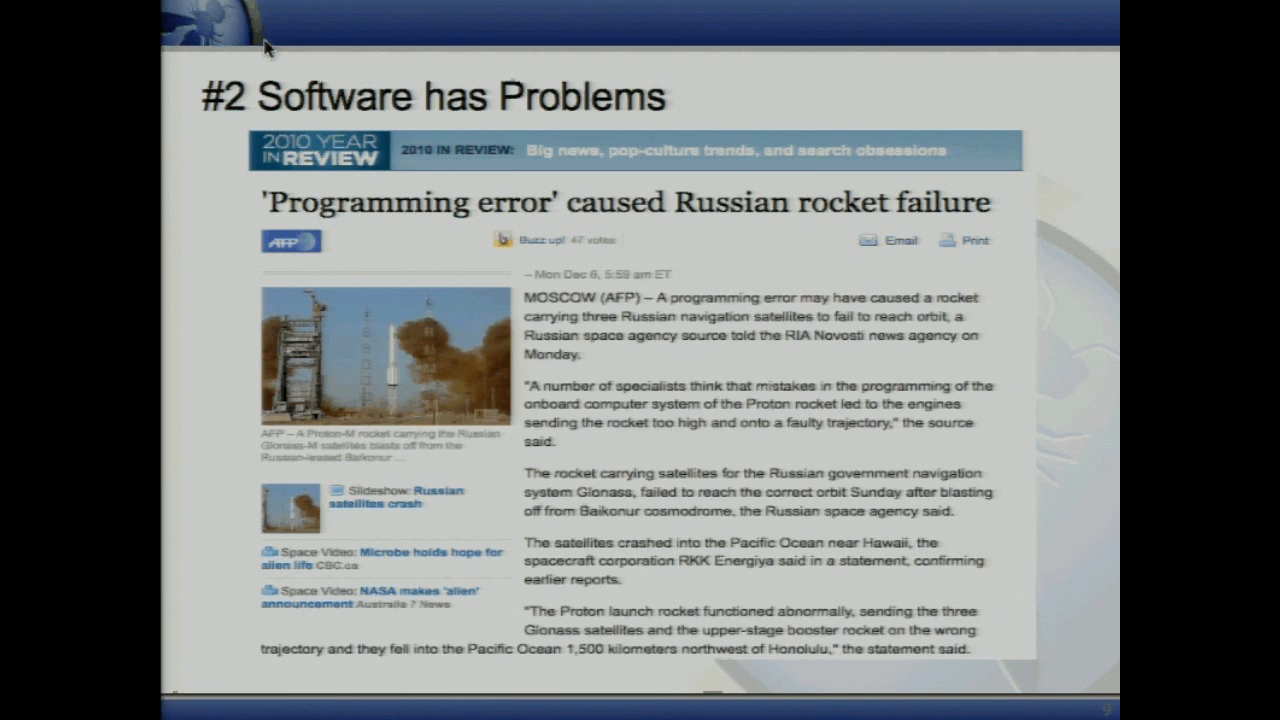 #2 Software has Problems
2010 YEAR
IN REVIEW
2010 IN REVIEW: Big news, pop-culture trends, and search obsessions
'Programming error' caused Russian rocket failure
AFP
Buzz up! 47 votes
Email
Print
– Mon Dec 6, 5:59 am ET
MOSCOW (AFP) – A programming error may have caused a rocket
carrying three Russian navigation satellites to fail to reach orbit, a
Russian space agency source told the RIA Novosti news agency on
Monday.
"A number of specialists think that mistakes in the programming of the
onboard computer system of the Proton rocket led to the engines
sending the rocket too high and onto a faulty trajectory," the source
said.
The rocket carrying satellites for the Russian government navigation
system Glonass, failed to reach the correct orbit Sunday after blasting
off from Baikonur cosmodrome, the Russian space agency said.
The satellites crashed into the Pacific Ocean near Hawaii, the
spacecraft corporation RKK Energiya said in a statement, confirming
earlier reports.
"The Proton launch rocket functioned abnormally, sending the three
Glonass satellites and the upper-stage booster rocket on the wrong
trajectory and they fell into the Pacific Ocean 1,500 kilometers northwest of Honolulu," the statement said.
AFP – A Proton-M rocket carrying the Russian
Glonass-M satellites blasts off from the
Russian-leased Baikonur ...
Slideshow: Russian
satellites crash
Space Video: Microbe holds hope for
alien life CBC.ca
Space Video: NASA makes 'alien'
announcement Australia 7 News
9